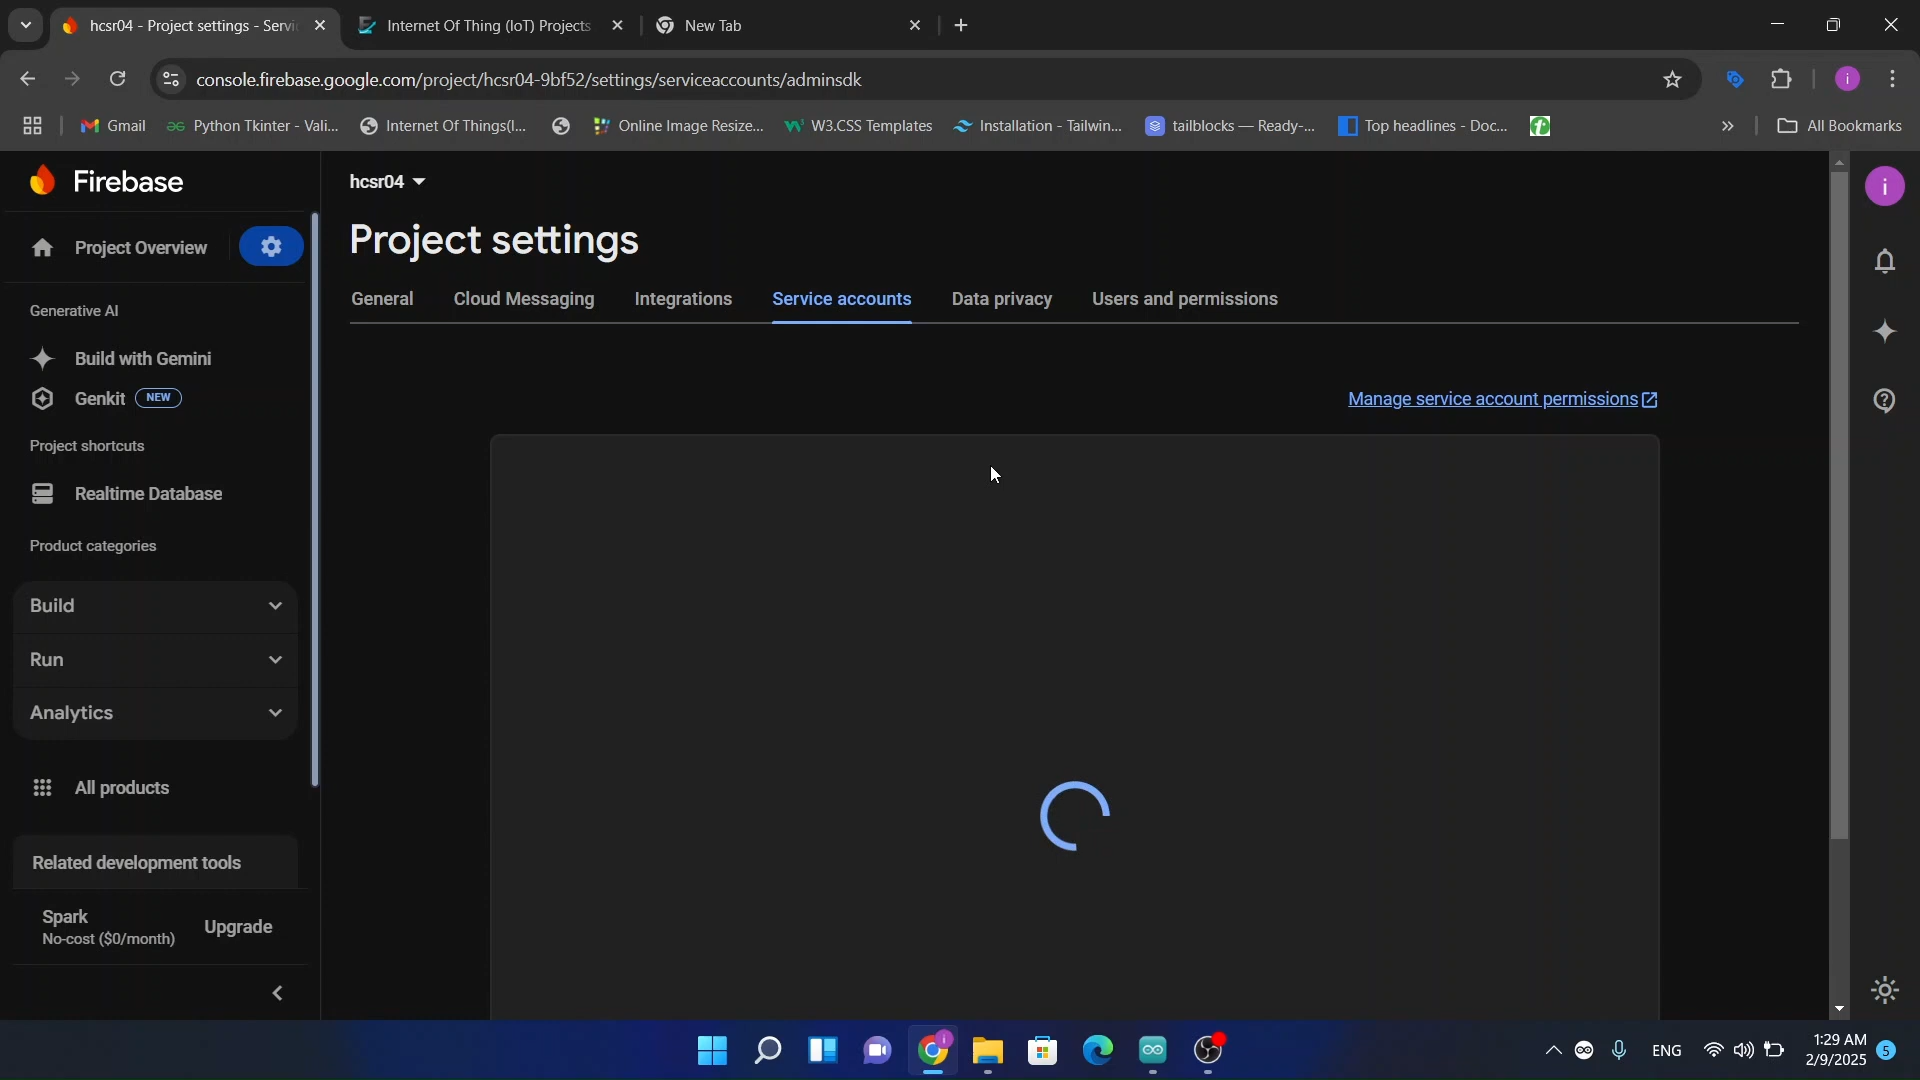 hcsr04 - Project settings - Servi
Internet Of Thing (IoT) Projects
New Tab
console.firebase.google.com/project/hcsr04-9bf52/settings/serviceaccounts/adminsdk
i
Gmail
Python Tkinter - Vali...
Internet Of Things(I...
Online Image Resize...
W3.CSS Templates
Installation - Tailwin...
tailblocks — Ready-...
Top headlines - Doc...
All Bookmarks
Firebase
hcsr04
i
Project Overview
Project settings
General
Cloud Messaging
Integrations
Service accounts
Data privacy
Users and permissions
Generative AI
Build with Gemini
Genkit NEW
Manage service account permissions
Project shortcuts
Realtime Database
Product categories
Build
Run
Analytics
All products
Related development tools
Spark
No-cost ($0/month)
Upgrade
ENG
1:29 AM
2/9/2025
5